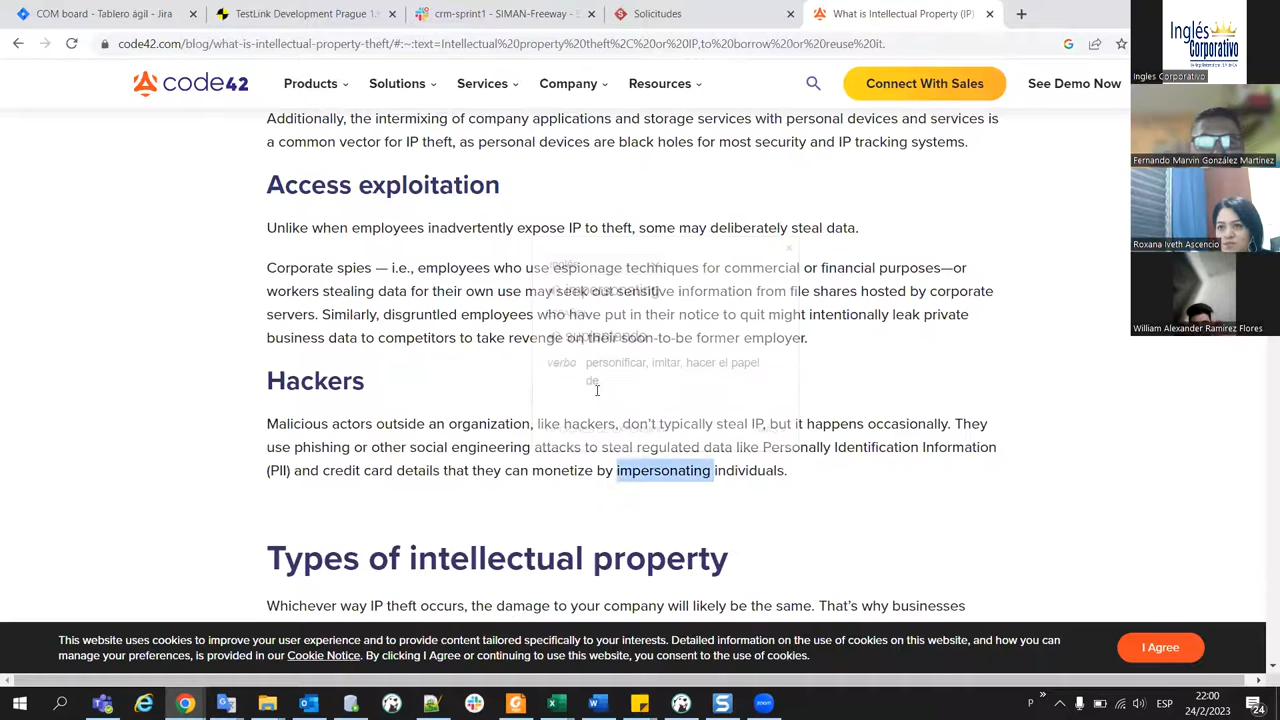 COM board - Tablero ágil - Jira
TestLink Development Prague 1.
crm-sprint1 - SIMAN-Freeway - E
Solicitudes
What is Intellectual Property (IP)
code42.com/blog/what-is-intellectual-property-theft/#:~:text=Intellectual%20property%20theft%2C%20or%20IP,to%20borrow%20or%20reuse%20it.
code42
Products
Solutions
Services
Company
Resources
Connect With Sales
See Demo Now
Additionally, the intermixing of company applications and storage services with personal devices and services is
a common vector for IP theft, as personal devices are black holes for most security and IP tracking systems.
Access exploitation
Unlike when employees inadvertently expose IP to theft, some may deliberately steal data.
Corporate spies — i.e., employees who use espionage techniques for commercial or financial purposes—or
workers stealing data for their own use may seek out sensitive information from file shares hosted by corporate
servers. Similarly, disgruntled employees who have put in their notice to quit might intentionally leak private
business data to competitors to take revenge on their soon-to-be former employer.
inglés
impersonating
suplantando
verbo personificar, imitar, hacer el papel
de
Hackers
Malicious actors outside an organization, like hackers, don't typically steal IP, but it happens occasionally. They
use phishing or other social engineering attacks to steal regulated data like Personally Identification Information
(PII) and credit card details that they can monetize by impersonating individuals.
Types of intellectual property
Whichever way IP theft occurs, the damage to your company will likely be the same. That's why businesses
This website uses cookies to improve your user experience and to provide content tailored specifically to your interests. Detailed information on the use of cookies on this website, and how you can
manage your preferences, is provided in our Cookie Notice. By clicking I Agree or continuing to use this website, you consent to the use of cookies.
I Agree
Inglés
Corporativo
Ingles Corporativo
Fernando Marvin González Martínez
Roxana Iveth Ascencio
William Alexander Ramirez Flores
P
ESP
22:00
24/2/2023
24